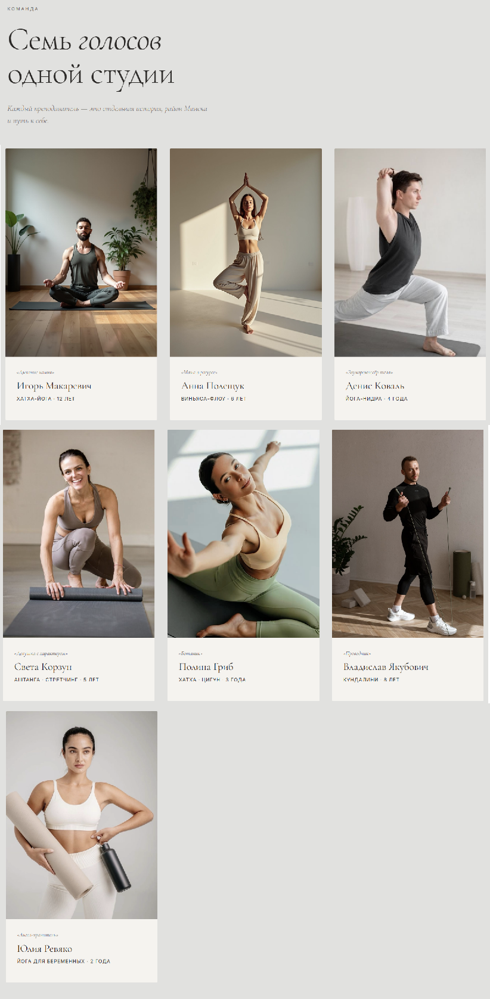 КОМАНДА
Семь голосов
одной студии
Каждый преподаватель — это отдельная история, район Минска
и путь к себе.
«Дыхание камня»
Игорь Макаревич
ХАТХА-ЙОГА · 12 ЛЕТ
«Мама в ресурсе»
Анна Полещук
ВИНЬЯСА-ФЛОУ · 6 ЛЕТ
«Звукорежиссёр тела»
Денис Коваль
ЙОГА-НИДРА · 4 ГОДА
«Девушка с характером»
Света Корзун
АШТАНГА · СТРЕТЧИНГ · 5 ЛЕТ
«Ботаник»
Полина Гриб
ХАТХА · ЦИГУН · 3 ГОДА
«Проводник»
Владислав Якубович
КУНДАЛИНИ · 8 ЛЕТ
«Ангел-хранитель»
Юлия Ревяко
ЙОГА ДЛЯ БЕРЕМЕННЫХ · 2 ГОДА